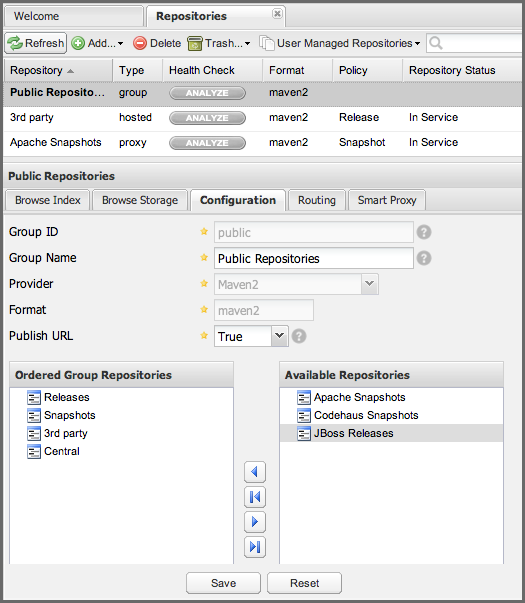 Welcome Repositories
Refresh Add... Delete Trash... User Managed Repositories
Repository Type Health Check Format Policy Repository Status
Public Reposito... group ANALYZE maven2
3rd party hosted ANALYZE maven2 Release In Service
Apache Snapshots proxy ANALYZE maven2 Snapshot In Service
Public Repositories
Browse Index Browse Storage Configuration Routing Smart Proxy
Group ID public ?
Group Name Public Repositories ?
Provider Maven2
Format maven2
Publish URL True ?
Ordered Group Repositories Available Repositories
Releases Apache Snapshots
Snapshots Codehaus Snapshots
3rd party JBoss Releases
Central
Save Reset